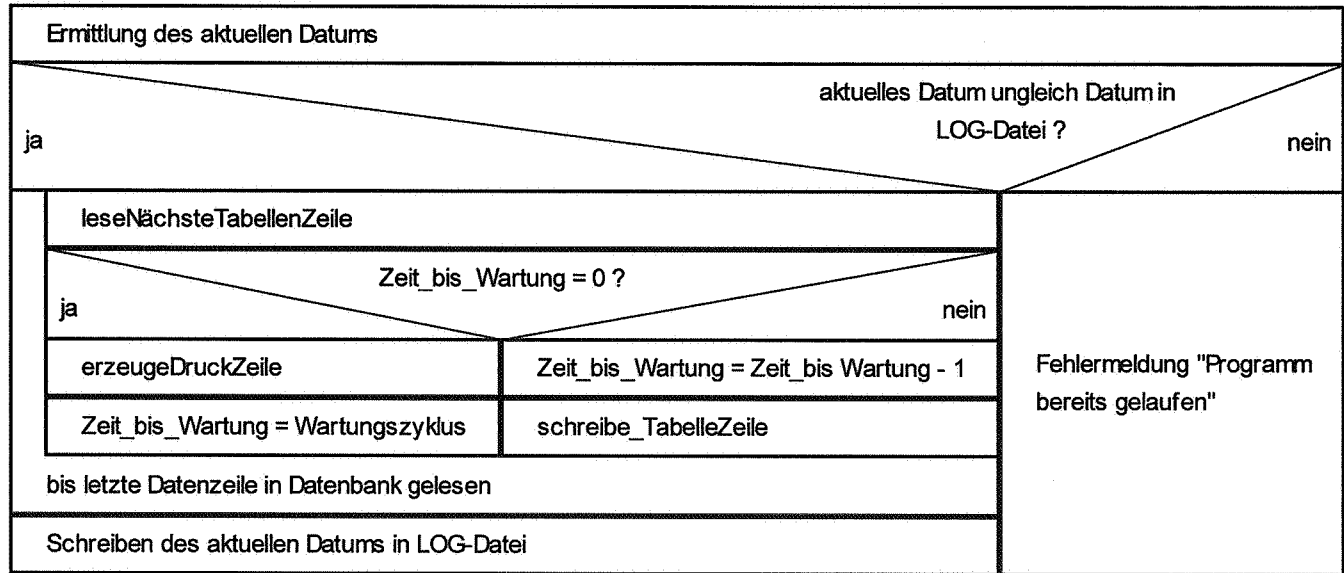 Ermittlung des aktuellen Datums
aktuelles Datum ungleich Datum in
LOG-Datei ?
ja
nein
leseNächsteTabellenZeile
Zeit_bis_Wartung = 0 ?
ja
nein
erzeugeDruckZeile
Zeit_bis_Wartung = Zeit_bis Wartung - 1
Zeit_bis_Wartung = Wartungszyklus
schreibe_TabelleZeile
bis letzte Datenzeile in Datenbank gelesen
Schreiben des aktuellen Datums in LOG-Datei
Fehlermeldung "Programm
bereits gelaufen"